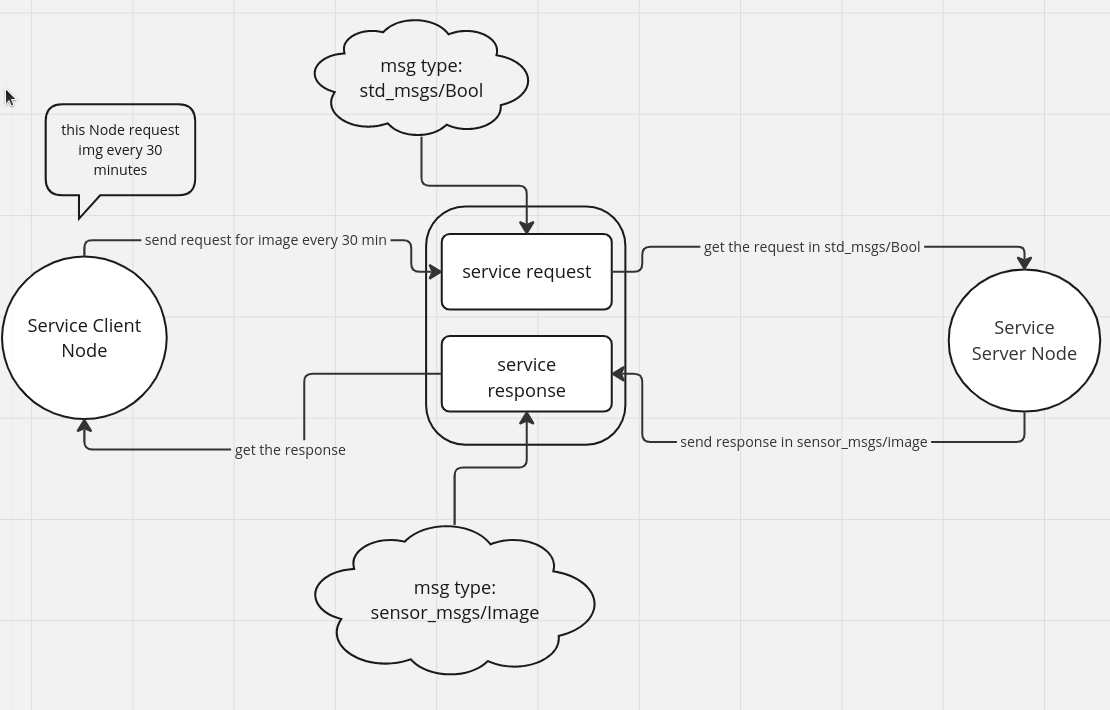 msg type:
std_msgs/Bool
this Node request
img every 30
minutes
send request for image every 30 min
get the request in std_msgs/Bool
service request
Service Client
Node
Service
Server Node
service
response
get the response
send response in sensor_msgs/image
msg type:
sensor_msgs/Image